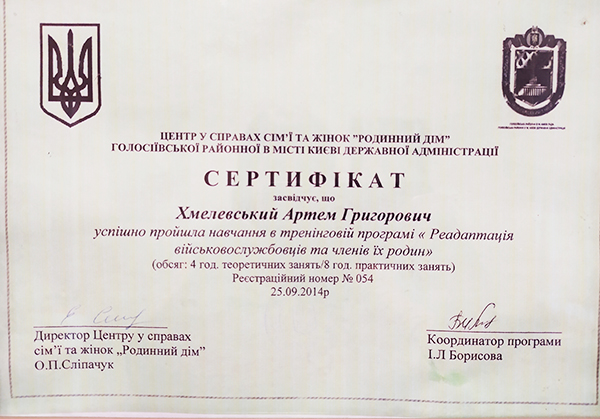 ЦЕНТР У СПРАВАХ СІМ'Ї ТА ЖІНОК "РОДИННИЙ ДІМ"
ГОЛОСІЇВСЬКОЇ РАЙОННОЇ В МІСТІ КИЄВІ ДЕРЖАВНОЇ АДМІНІСТРАЦІЇ
СЕРТИФІКАТ
засвідчує, що
Хмелевський Артем Григорович
успішно пройшла навчання в тренінговій програмі « Реадаптація
військовослужбовців та членів їх родин»
(обсяг: 4 год. теоретичних занять/8 год. практичних занять)
Реєстраційний номер № 054
25.09.2014р
Директор Центру у справах
сім'ї та жінок „Родинний дім"
О.П.Сліпачук
Координатор програми
І.Л Борисова